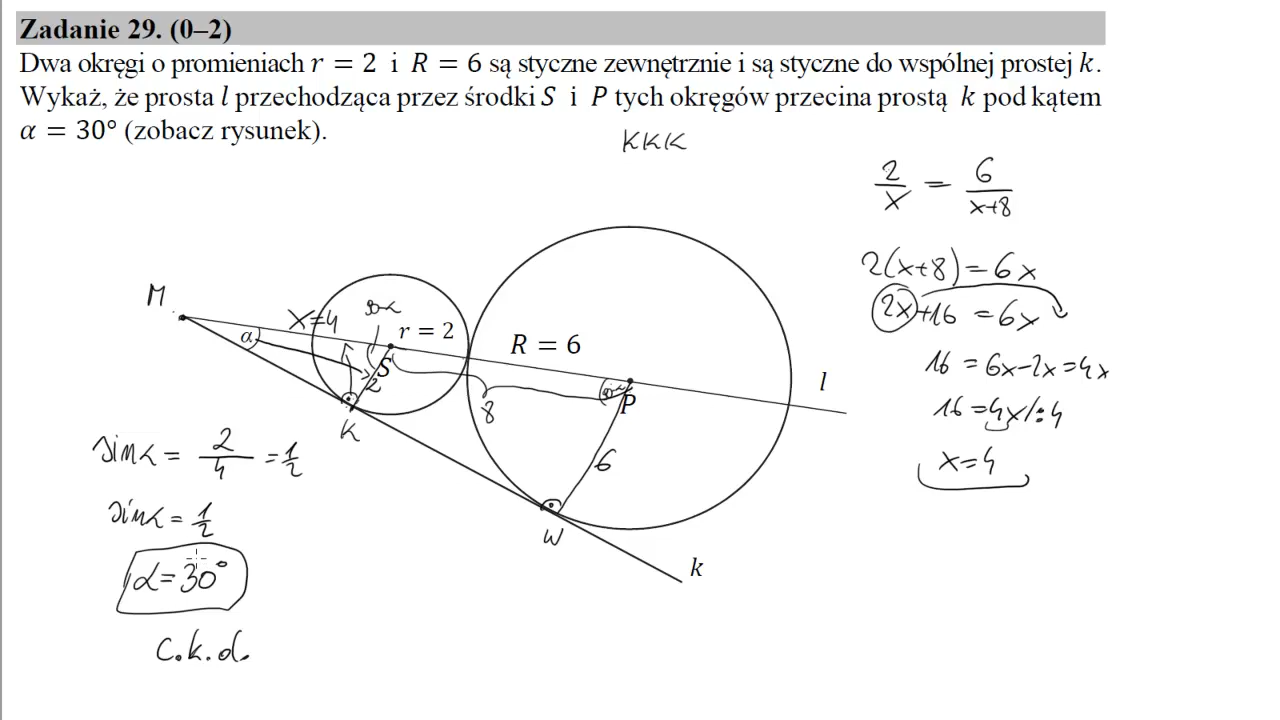 Zadanie 29. (0–2)
Dwa okręgi o promieniach r = 2 i R = 6 są styczne zewnętrznie i są styczne do wspólnej prostej k.
Wykaż, że prosta l przechodząca przez środki S i P tych okręgów przecina prostą k pod kątem
α = 30° (zobacz rysunek).
KKK
2/x = 6/(x+8)
2(x+8) = 6x
2x+16 = 6x
16 = 6x-2x = 4x
16 = 4x/:4
x=4
M
x=4
r = 2
α
S
2
R = 6
l
8
P
K
6
W
k
sinα = 2/4 = 1/2
sinα = 1/2
α=30°
c.k.d.